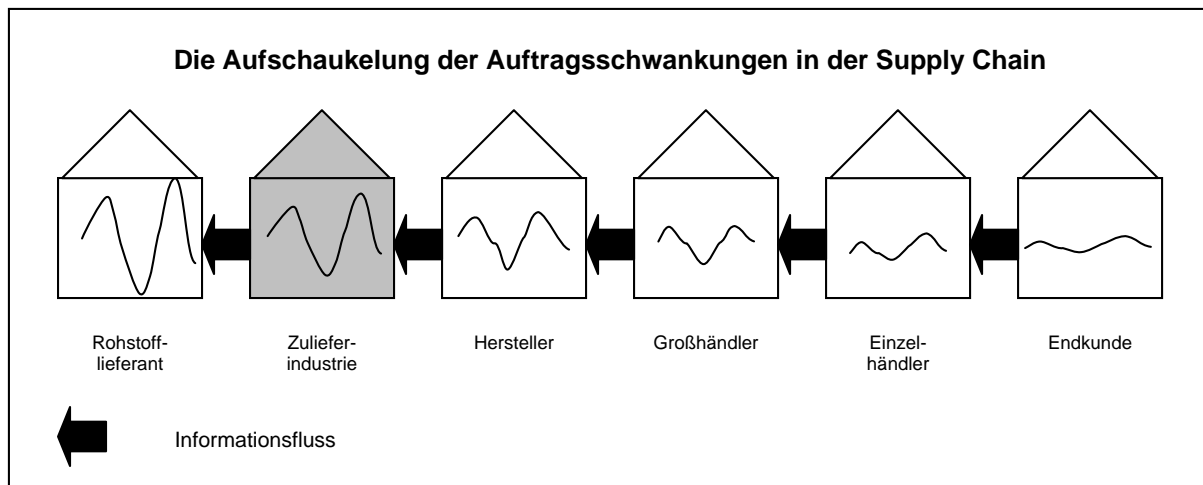 Die Aufschaukelung der Auftragsschwankungen in der Supply Chain
Rohstoff-
lieferant
Zuliefer-
industrie
Hersteller
Großhändler
Einzel-
händler
Endkunde
Informationsfluss